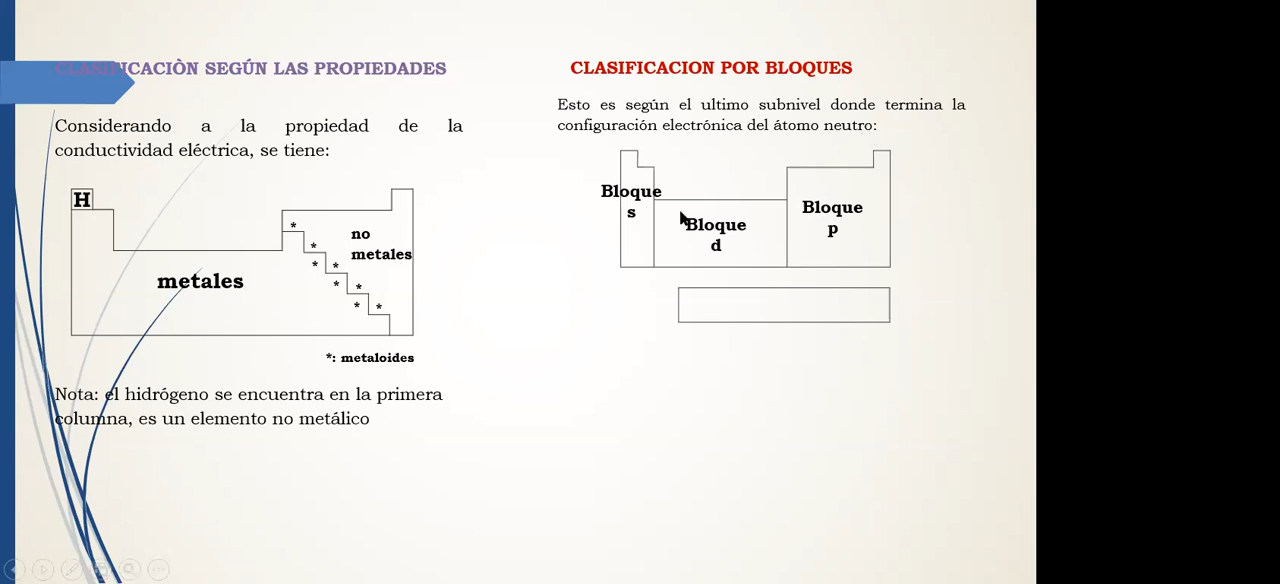 CLASIFICACIÒN SEGÚN LAS PROPIEDADES
Considerando a la propiedad de la
conductividad eléctrica, se tiene:
H
*
no
* metales
* *
metales
* *
* *
*: metaloides
Nota: el hidrógeno se encuentra en la primera
columna, es un elemento no metálico
CLASIFICACION POR BLOQUES
Esto es según el ultimo subnivel donde termina la
configuración electrónica del átomo neutro:
Bloque
s
Bloque
d
Bloque
p